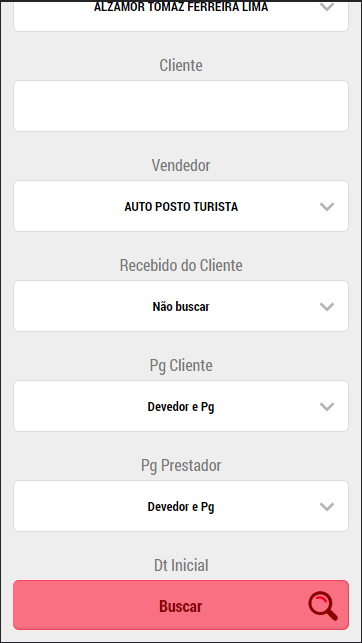 ALZAMOR TOMAZ FERREIRA LIMA
Cliente
Vendedor
AUTO POSTO TURISTA
Recebido do Cliente
Não buscar
Pg Cliente
Devedor e Pg
Pg Prestador
Devedor e Pg
Dt Inicial
Buscar